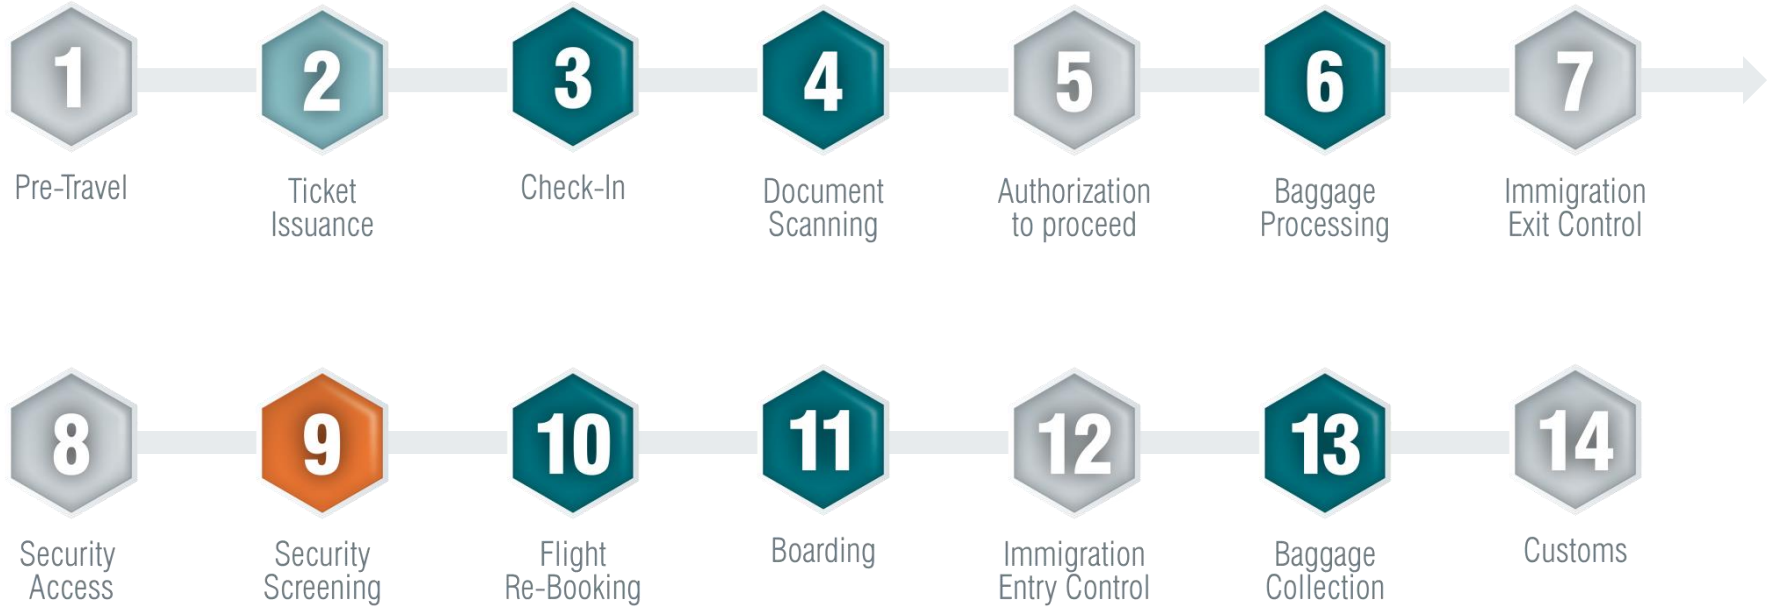 1 2 3 4 5 6 7
Pre-Travel
Ticket
Issuance
Check-In
Document
Scanning
Authorization
to proceed
Baggage
Processing
Immigration
Exit Control
8 9 10 11 12 13 14
Security
Access
Security
Screening
Flight
Re-Booking
Boarding
Immigration
Entry Control
Baggage
Collection
Customs